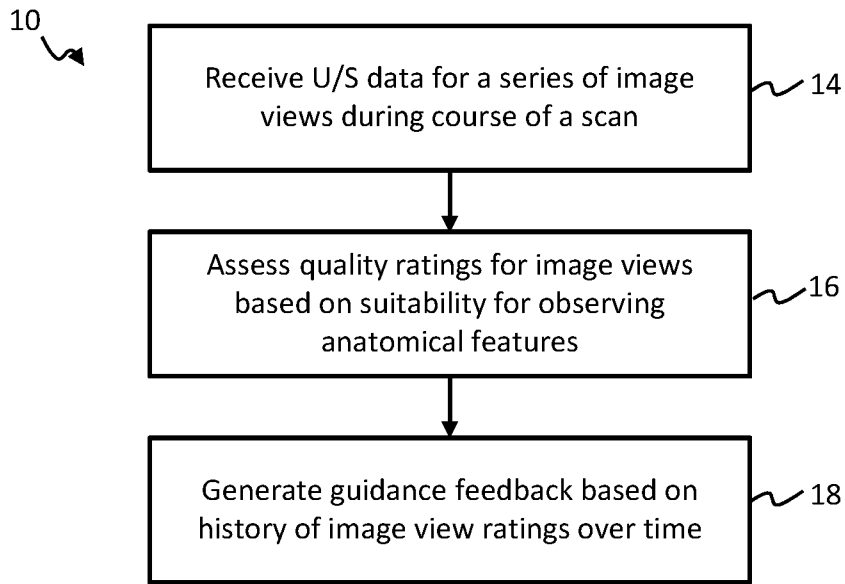 10
Receive U/S data for a series of image
views during course of a scan
14
Assess quality ratings for image views
based on suitability for observing
anatomical features
16
Generate guidance feedback based on
history of image view ratings over time
18